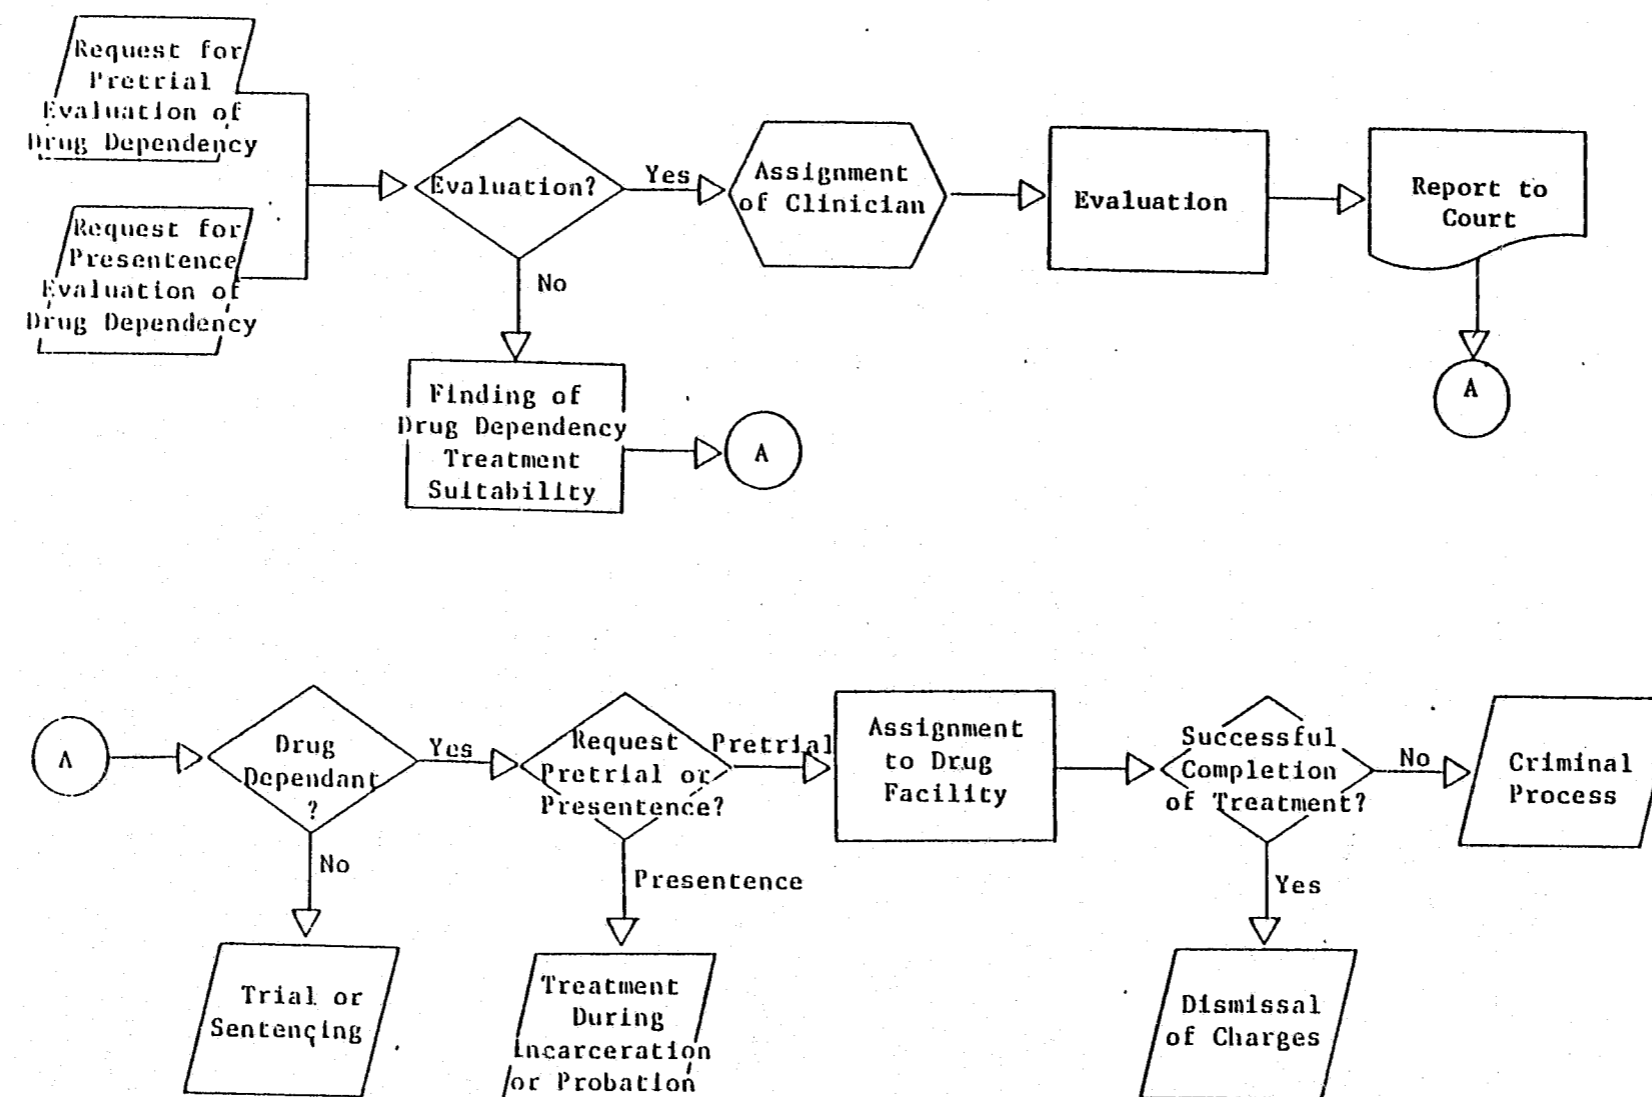 Request for
Pretrial
Evaluation of
Drug Dependency
Request for
Presentence
Evaluation of
Drug Dependency
Evaluation?
Yes
No
Assignment
of Clinician
Evaluation
Report to
Court
A
Finding of
Drug Dependency
Treatment
Suitability
A
A
Drug
Dependant
?
Yes
No
Request
Pretrial or
Presentence?
Pretrial
Presentence
Assignment
to Drug
Facility
Successful
Completion
of Treatment?
No
Yes
Criminal
Process
Trial or
Sentencing
Treatment
During
Incarceration
or Probation
Dismissal
of Charges